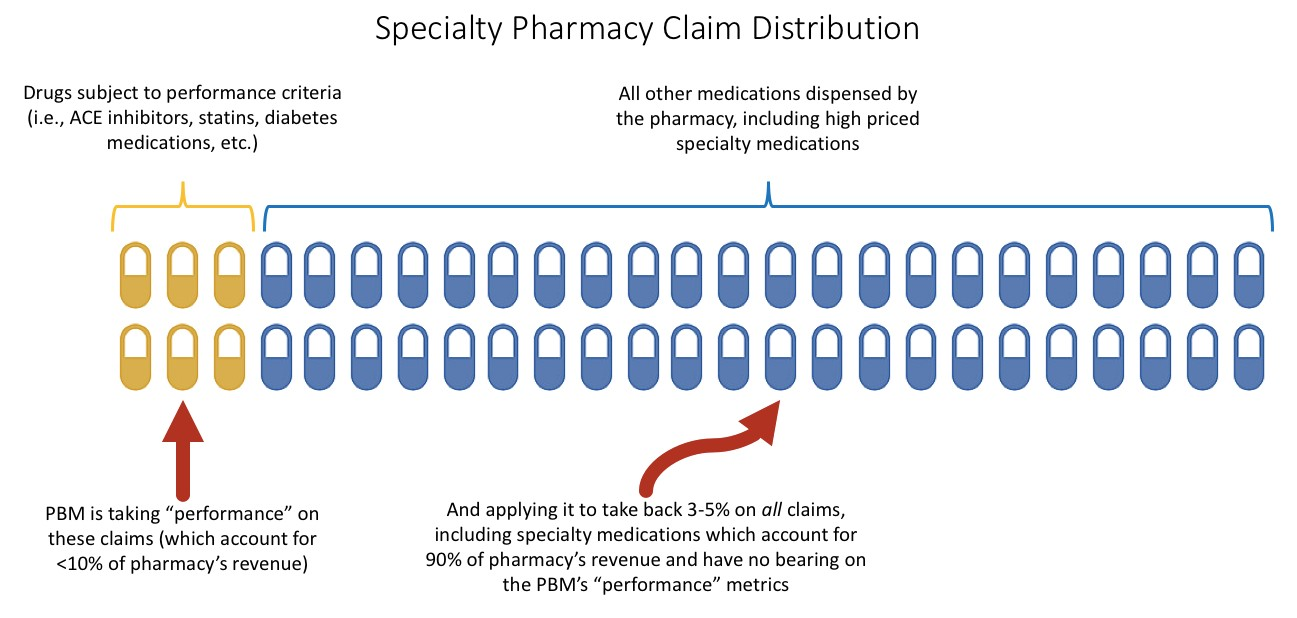 Specialty Pharmacy Claim Distribution
Drugs subject to performance criteria
(i.e., ACE inhibitors, statins, diabetes
medications, etc.)
All other medications dispensed by
the pharmacy, including high priced
specialty medications
PBM is taking “performance” on
these claims (which account for
<10% of pharmacy’s revenue)
And applying it to take back 3-5% on all claims,
including specialty medications which account for
90% of pharmacy’s revenue and have no bearing on
the PBM’s “performance” metrics